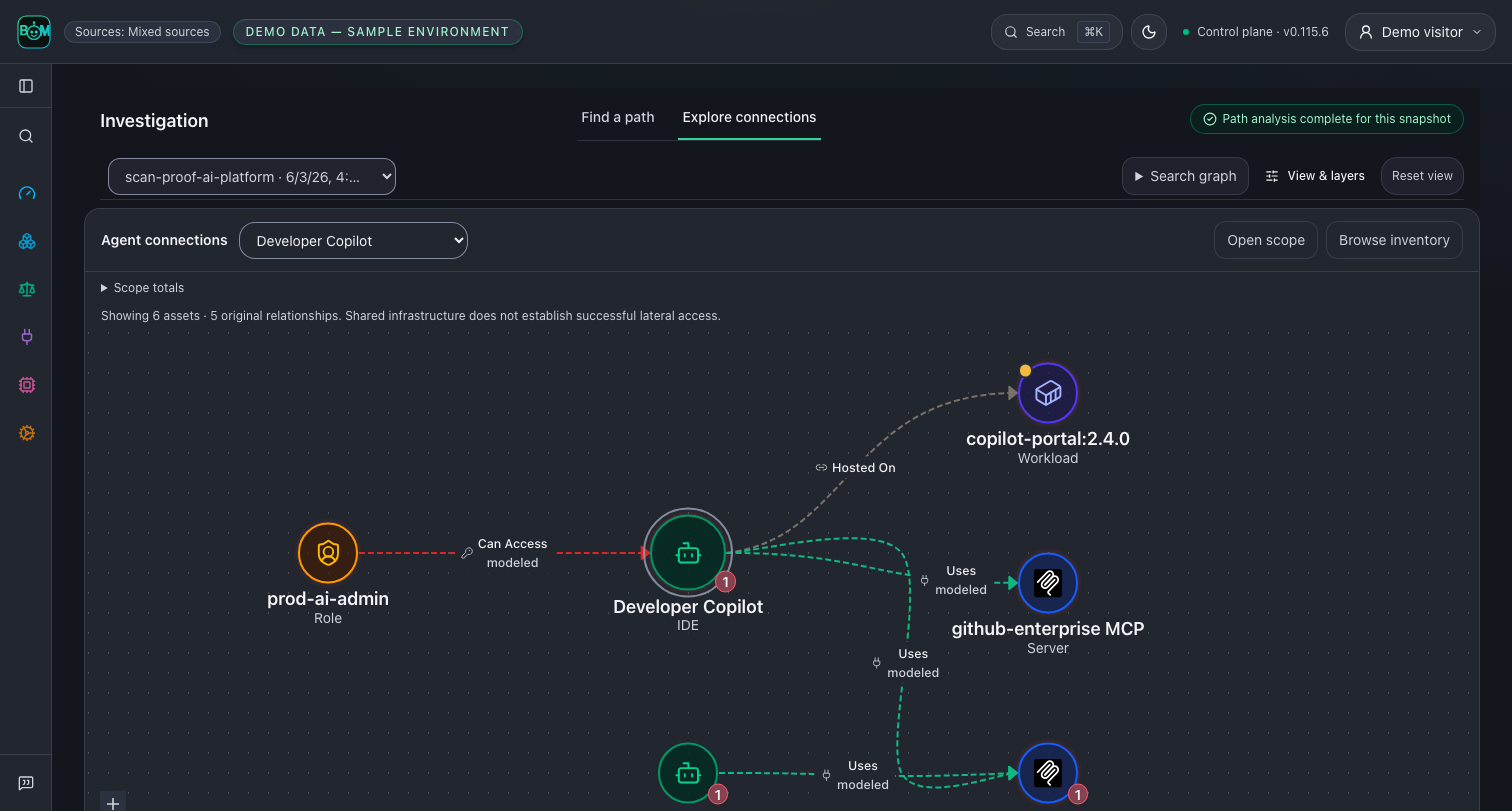 BOM
Sources: Mixed sources
DEMO DATA — SAMPLE ENVIRONMENT
Search
⌘K
Control plane · v0.115.6
Demo visitor
Investigation
Find a path
Explore connections
Path analysis complete for this snapshot
scan-proof-ai-platform · 6/3/26, 4:...
Search graph
View & layers
Reset view
Agent connections
Developer Copilot
Open scope
Browse inventory
Scope totals
Showing 6 assets · 5 original relationships. Shared infrastructure does not establish successful lateral access.
copilot-portal:2.4.0
Workload
Hosted On
Can Access
modeled
prod-ai-admin
Role
1
Developer Copilot
IDE
Uses
modeled
github-enterprise MCP
Server
Uses
modeled
Uses
modeled
1
1